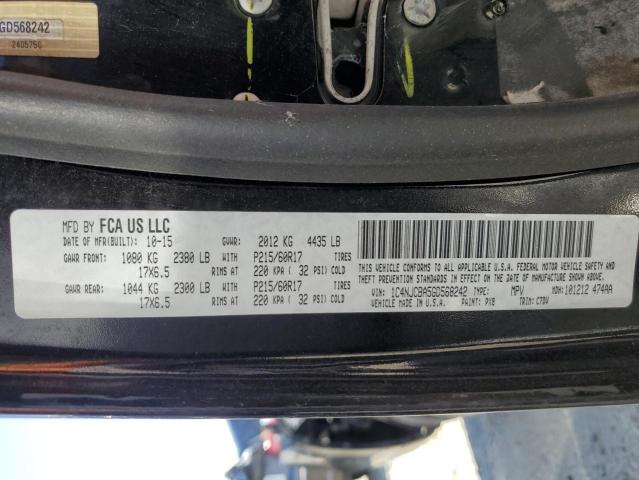 GD568242
2405750
MFD BY FCA US LLC
DATE OF MFR(BUILT): 10-15 GVWR: 2012 KG 4435 LB
GAWR FRONT: 1080 KG 2380 LB WITH P215/60R17 TIRES
17X6.5 RIMS AT 220 KPA ( 32 PSI) COLD
GAWR REAR: 1044 KG 2300 LB WITH P215/60R17 TIRES
17X6.5 RIMS AT 220 KPA ( 32 PSI) COLD
THIS VEHICLE CONFORMS TO ALL APPLICABLE U.S.A. FEDERAL MOTOR VEHICLE SAFETY, BUMPER AND
THEFT PREVENTION STANDARDS IN EFFECT ON THE DATE OF MANUFACTURE SHOWN ABOVE.
VIN: 1C4NJCBA5GD568242 TYPE: MPV MDH: 101212 474AA
VEHICLE MADE IN U.S.A. PAINT: PX8 TRIM: C7DV